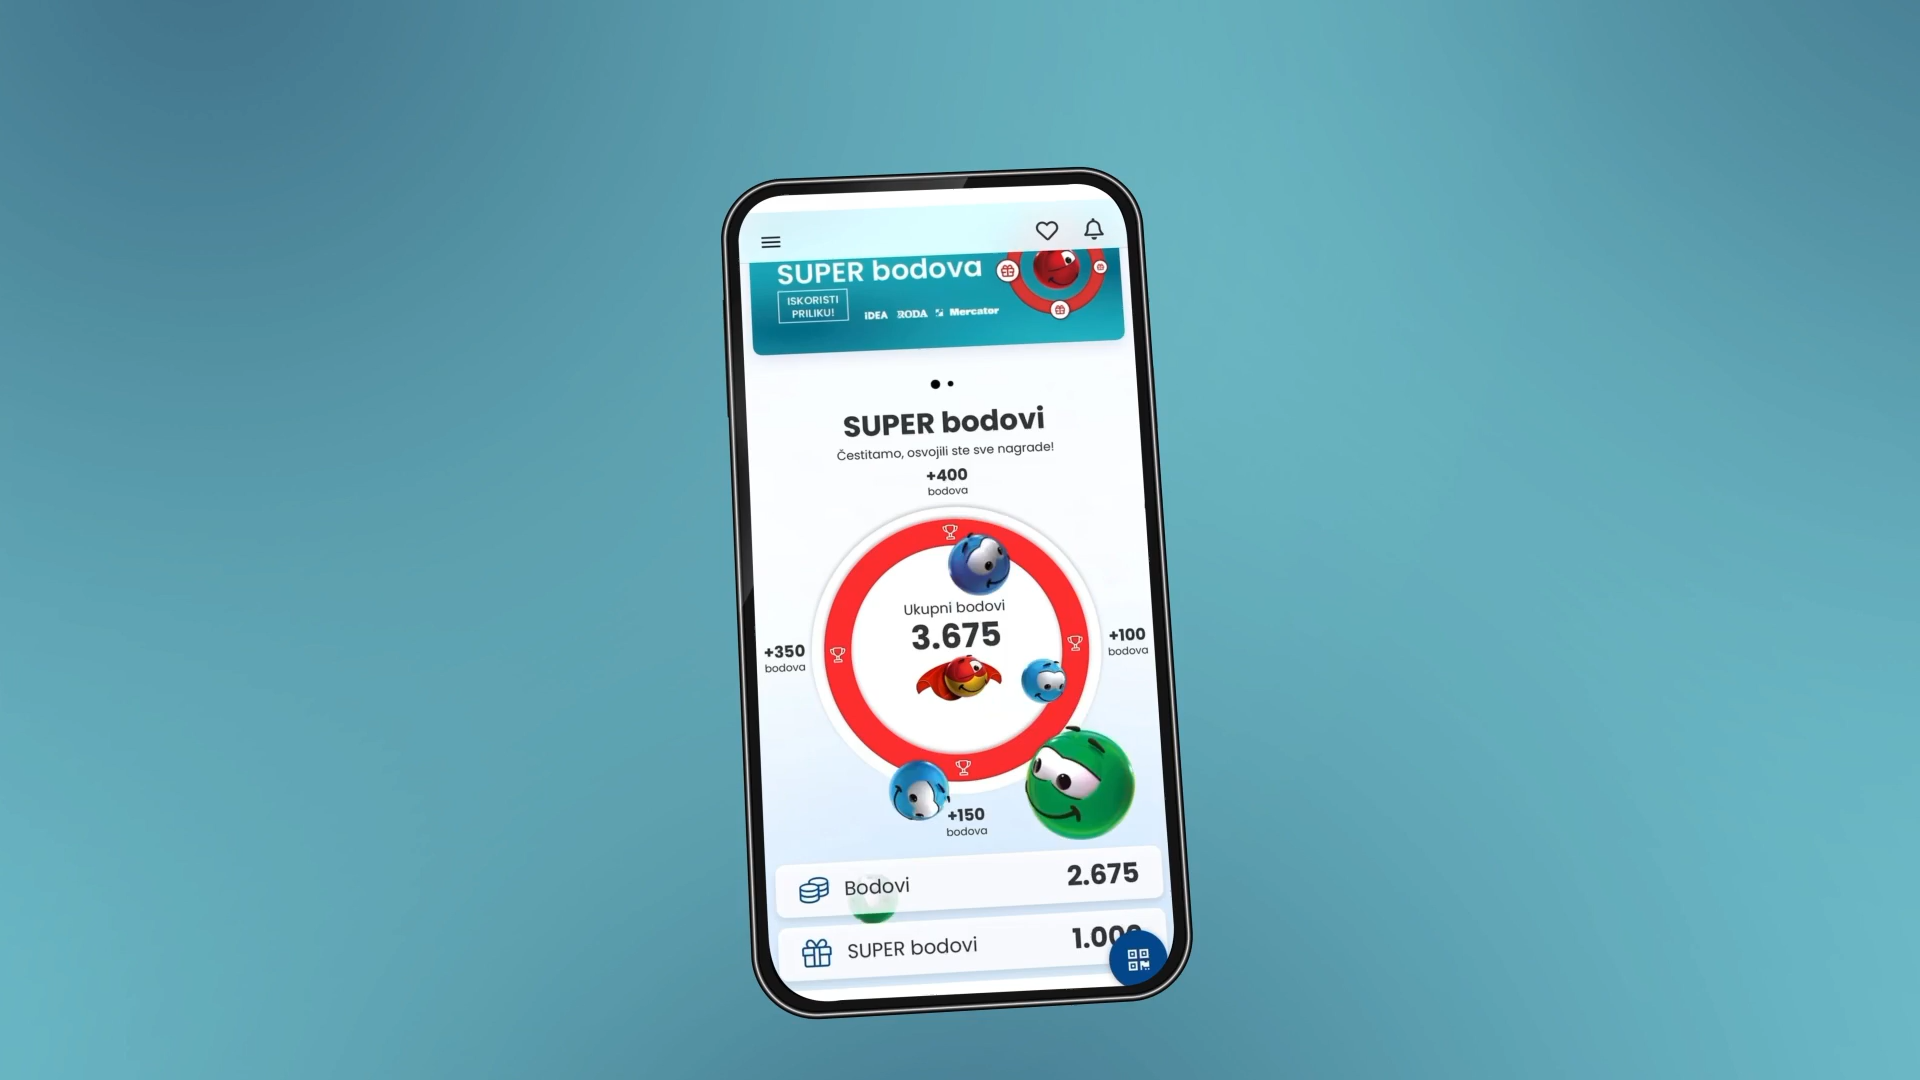 SUPER bodova
ISKORISTI
PRILIKU!
IDEA RODA Mercator
SUPER bodovi
Čestitamo, osvojili ste sve nagrade!
+400
bodova
Ukupni bodovi
3.675
+350
bodova
+100
bodova
+150
bodova
Bodovi 2.675
SUPER bodovi